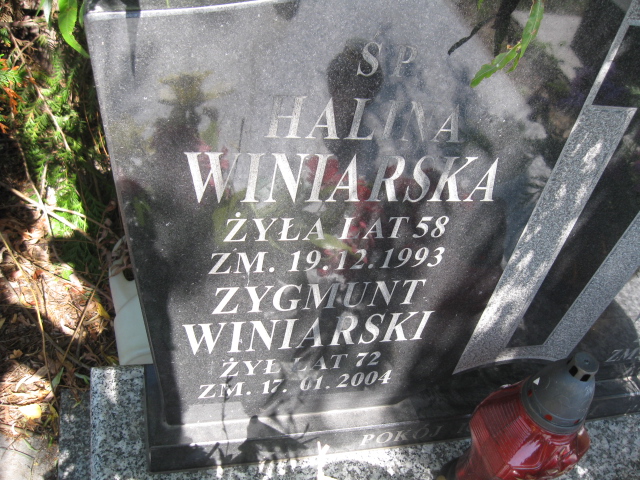 S P
HALINA
WINIARSKA
ŻYŁA LAT 58
ZM. 19.12.1993
ZYGMUNT
WINIARSKI
ŻYŁ LAT 72
ZM. 17.01.2004
ZM
POKÓJ